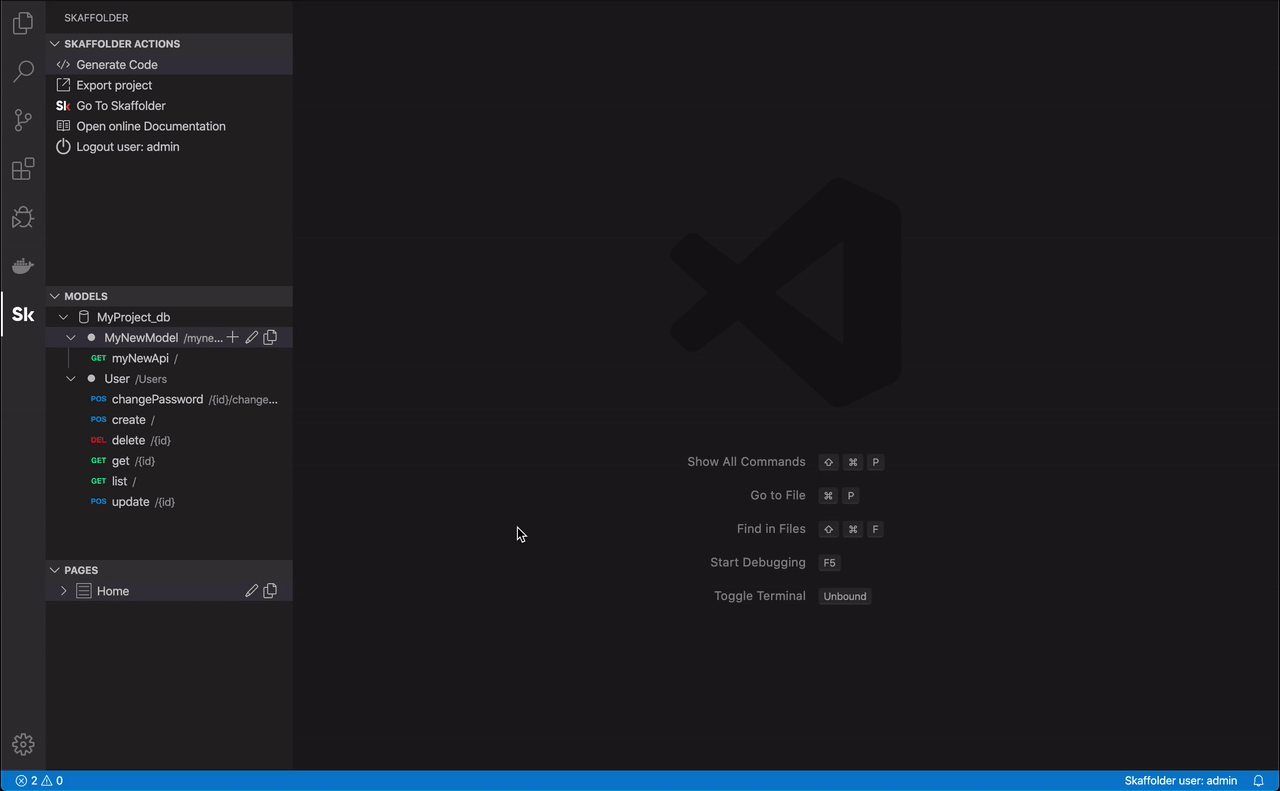 SKAFFOLDER
SKAFFOLDER ACTIONS
Generate Code
Export project
Sk Go To Skaffolder
Open online Documentation
Logout user: admin
MODELS
MyProject_db
Sk
MyNewModel /myne...
GET myNewApi /
User /Users
POS changePassword /{id}/change...
POS create /
DEL delete /{id}
GET get /{id}
GET list /
POS update /{id}
PAGES
Home
Show All Commands ⇧ ⌘ P
Go to File ⌘ P
Find in Files ⇧ ⌘ F
Start Debugging F5
Toggle Terminal Unbound
2 0 Skaffolder user: admin